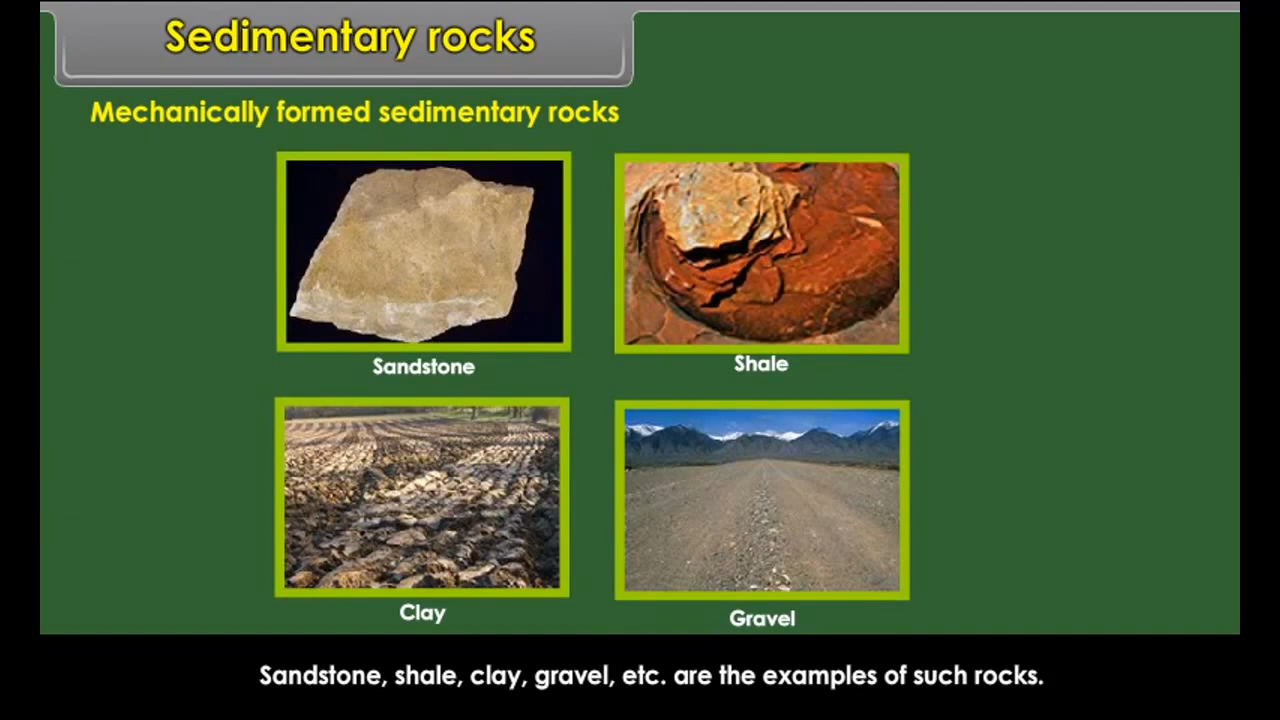 Sedimentary rocks
Mechanically formed sedimentary rocks
Sandstone
Shale
Clay
Gravel
Sandstone, shale, clay, gravel, etc. are the examples of such rocks.